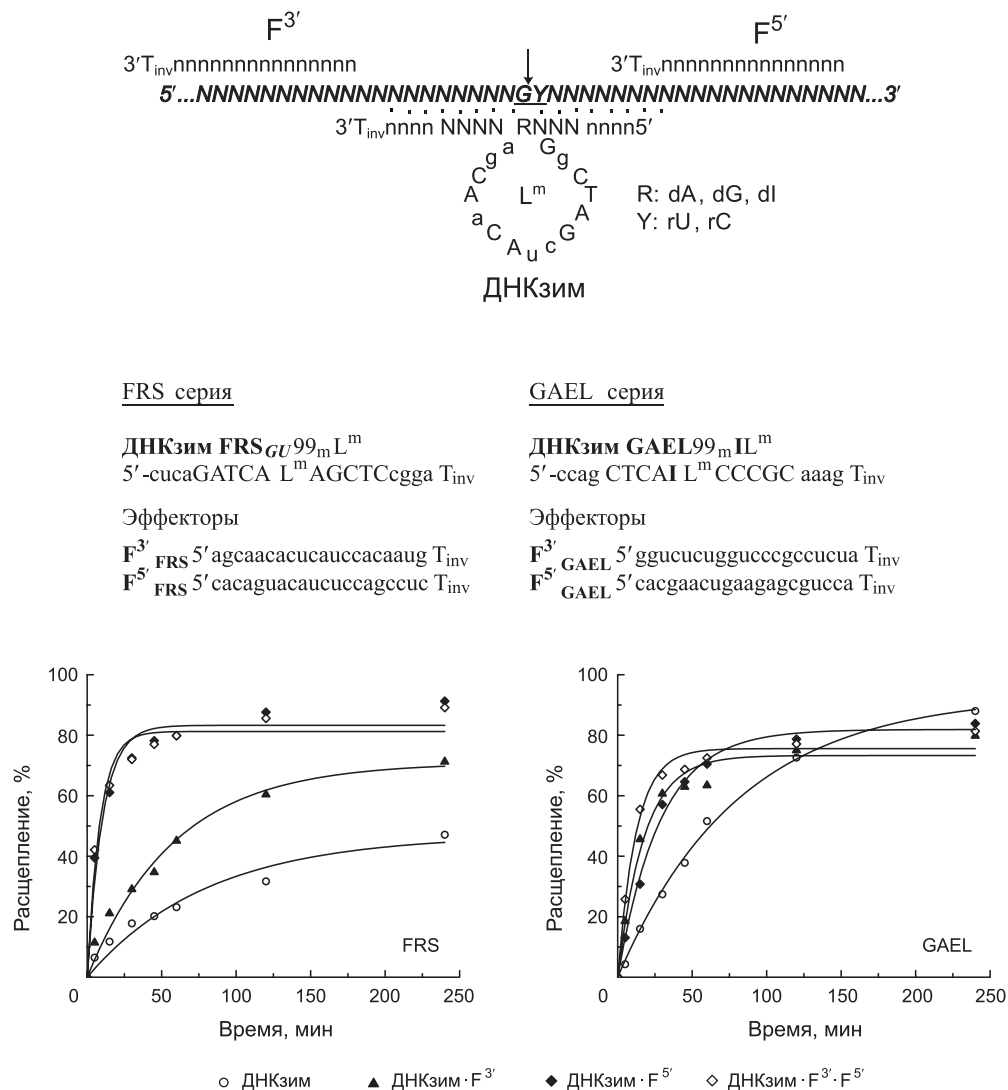 F3′ F5′
3′Tinvnnnnnnnnnnnnnnn 3′Tinvnnnnnnnnnnnnnnn
5′...NNNNNNNNNNNNNNNNNNNNGYNNNNNNNNNNNNNNNNNNNN...3′
3′Tinvnnnn NNNN RNNN nnnn5′
a G
g g
C C
A T
a A
C G
A c
u
Lm
R: dA, dG, dI
Y: rU, rC
ДНКзим
FRS серия
ДНКзим FRSGU99mLm
5′-cucaGATCA LmAGCTCcgga Tinv
Эффекторы
F3′FRS 5′agcaacacucauccacaaug Tinv
F5′FRS 5′cacaguacaucuccagccuc Tinv
GAEL серия
ДНКзим GAEL99mILm
5′-ccag CTCAI LmCCCGC aaag Tinv
Эффекторы
F3′GAEL 5′ggucucuggucccgccucua Tinv
F5′GAEL 5′cacgaacugaagagcgucca Tinv
Расщепление, %
100
80
60
40
20
0 50 100 150 200 250
Время, мин
FRS
Расщепление, %
100
80
60
40
20
0 50 100 150 200 250
Время, мин
GAEL
ДНКзим ДНКзим·F3′ ДНКзим·F5′ ДНКзим·F3′·F5′